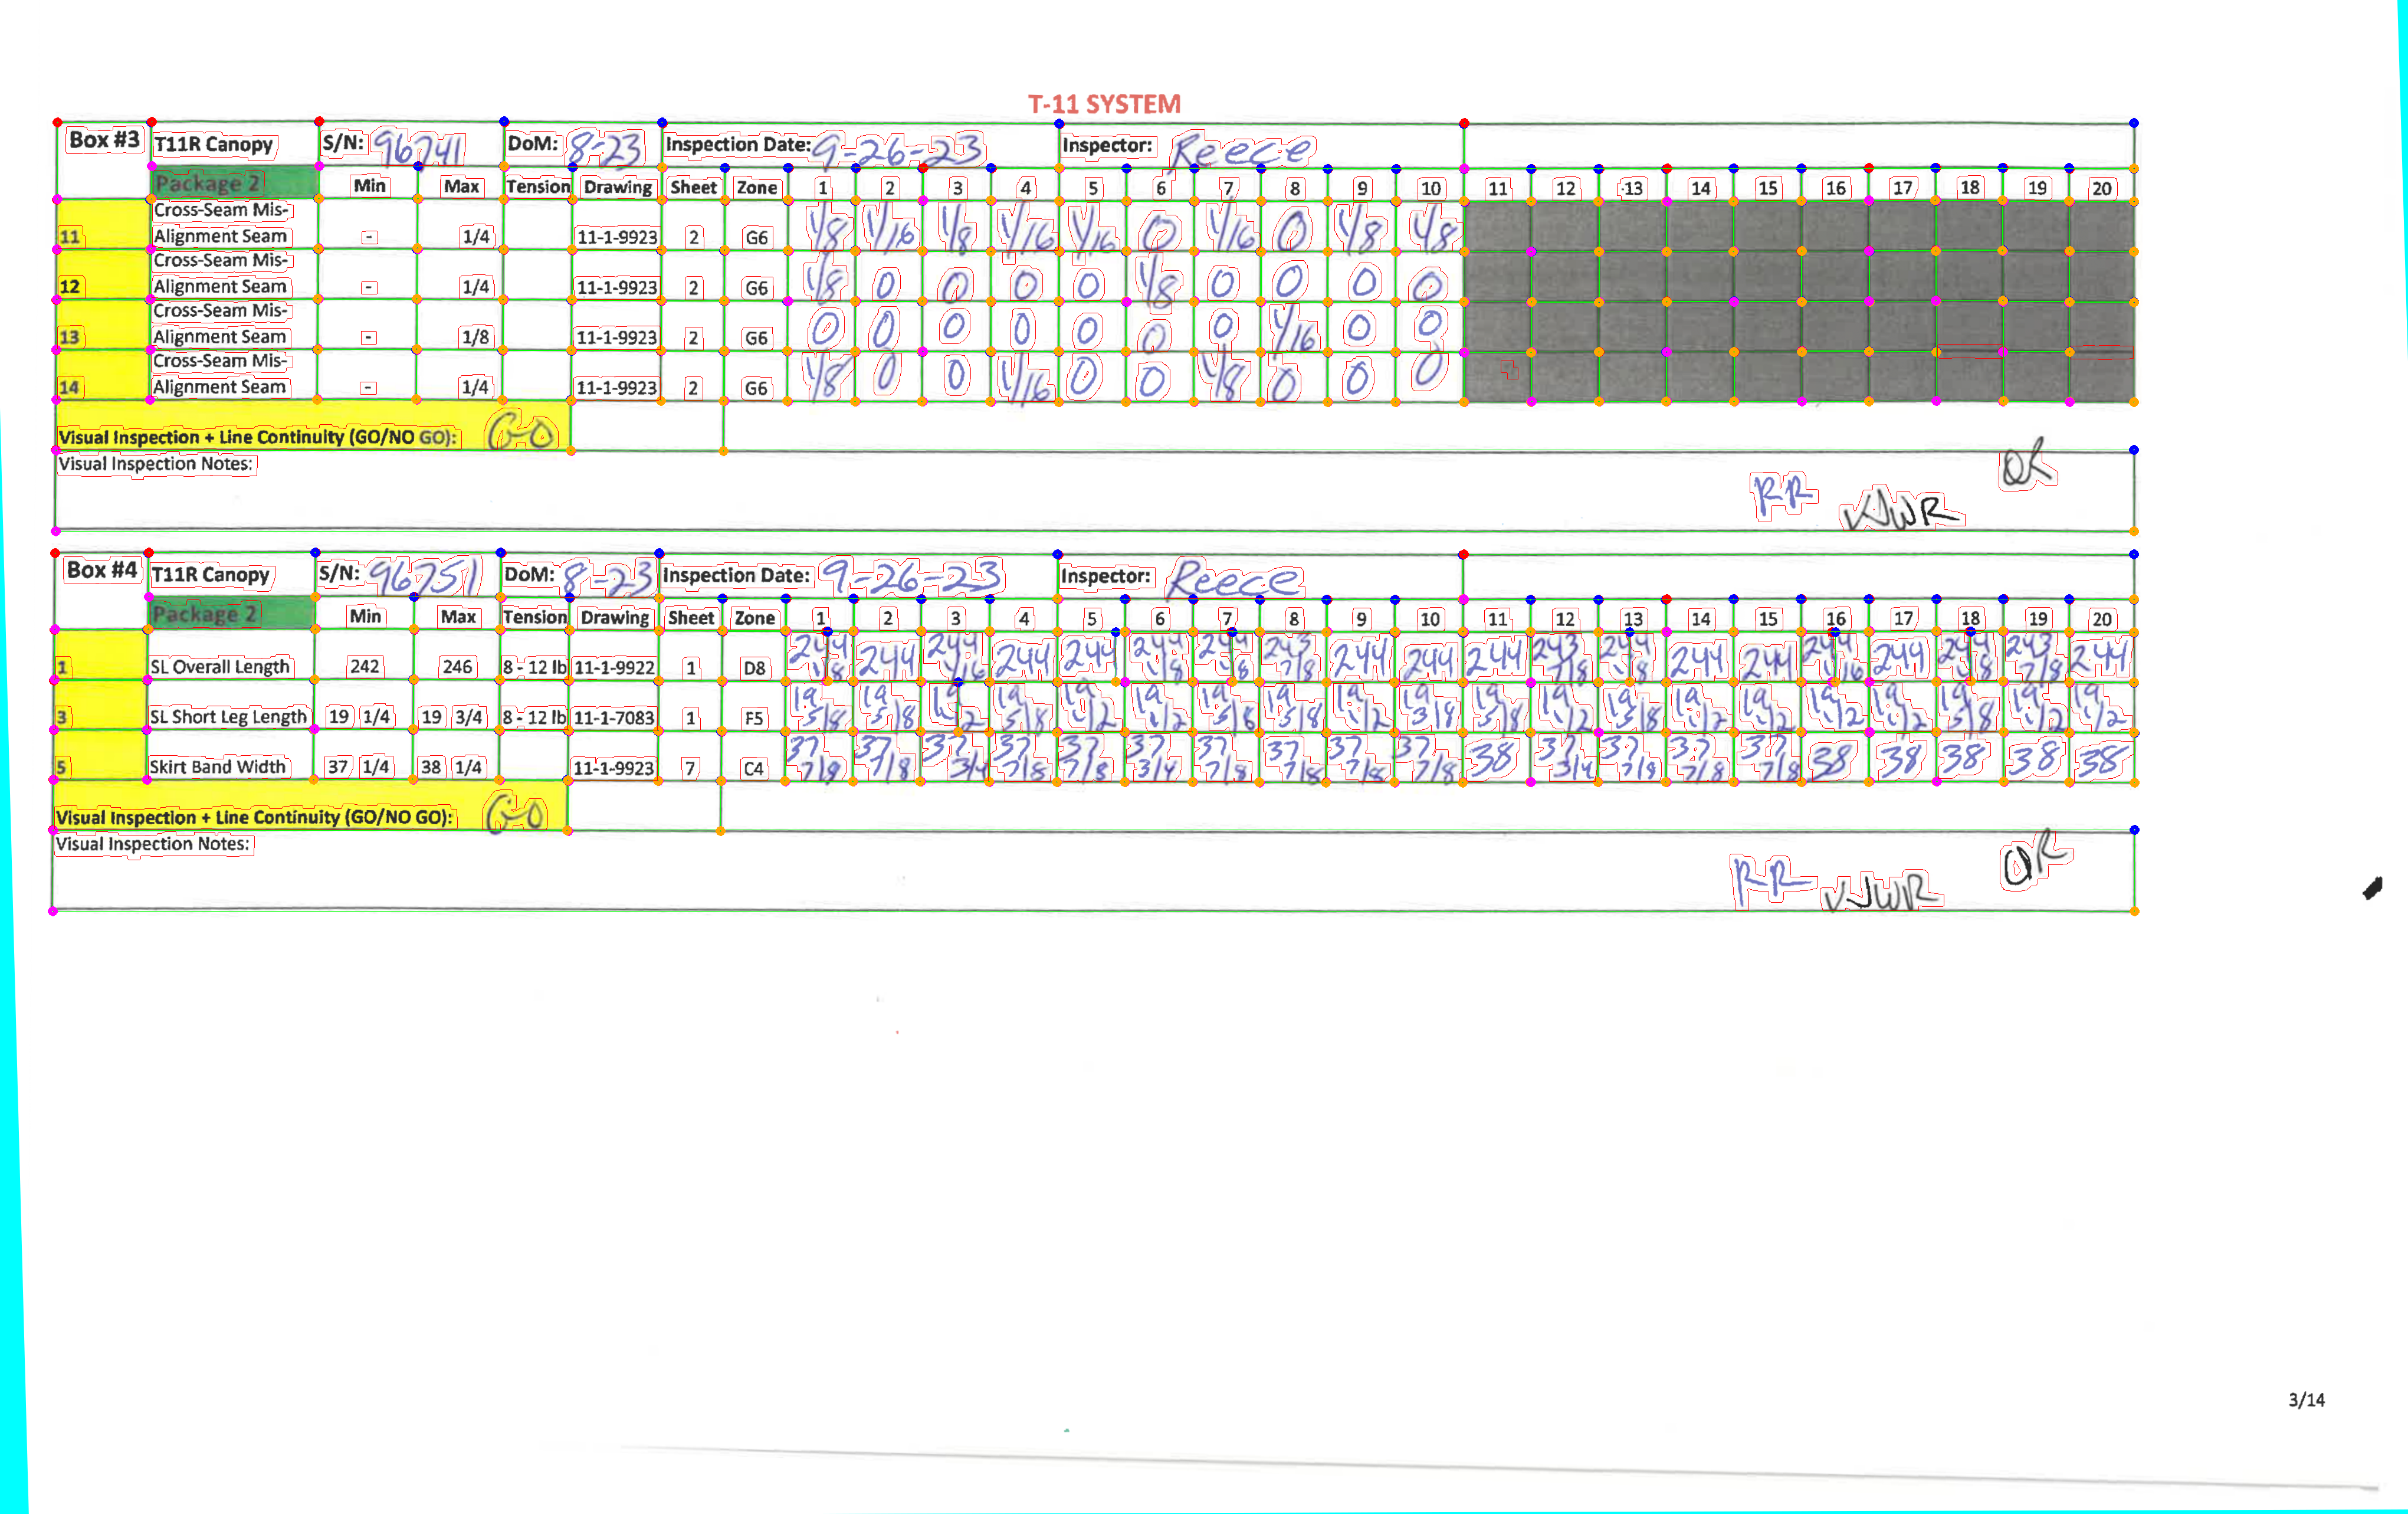 T-11 SYSTEM
Box #3 T11R Canopy S/N: 96741 DoM: 8-23 Inspection Date: 9-26-23 Inspector: Reece
Package 2 Min Max Tension Drawing Sheet Zone 1 2 3 4 5 6 7 8 9 10 11 12 13 14 15 16 17 18 19 20
11 Cross-Seam Mis-Alignment Seam - 1/4 11-1-9923 2 G6 1/8 1/16 1/8 1/16 1/16 0 1/16 0 1/8 1/8
12 Cross-Seam Mis-Alignment Seam - 1/4 11-1-9923 2 G6 1/8 0 0 0 0 1/8 0 0 0 0
13 Cross-Seam Mis-Alignment Seam - 1/8 11-1-9923 2 G6 0 0 0 0 0 0 0 1/16 0 0
14 Cross-Seam Mis-Alignment Seam - 1/4 11-1-9923 2 G6 1/8 0 0 1/16 0 0 1/8 0 0 0
Visual Inspection + Line Continuity (GO/NO GO): GO
Visual Inspection Notes:
RR WWR OR
Box #4 T11R Canopy S/N: 96751 DoM: 8-23 Inspection Date: 9-26-23 Inspector: Reece
Package 2 Min Max Tension Drawing Sheet Zone 1 2 3 4 5 6 7 8 9 10 11 12 13 14 15 16 17 18 19 20
1 SL Overall Length 242 246 8 - 12 lb 11-1-9922 1 D8 244 1/8 244 244 1/16 244 244 244 1/8 244 1/8 243 7/8 244 244 244 243 7/8 244 1/8 244 244 244 1/16 244 244 1/8 243 7/8 244
3 SL Short Leg Length 19 1/4 19 3/4 8 - 12 lb 11-1-7083 1 F5 19 5/8 19 5/8 19 1/2 19 5/8 19 1/2 19 1/2 19 5/8 19 5/8 19 1/2 19 3/8 19 5/8 19 1/2 19 5/8 19 1/2 19 1/2 19 1/2 19 1/2 19 5/8 19 1/2 19 1/2
5 Skirt Band Width 37 1/4 38 1/4 11-1-9923 7 C4 37 7/8 37 7/8 37 3/4 37 7/8 37 7/8 37 3/4 37 7/8 37 7/8 37 7/8 37 7/8 38 37 3/4 37 7/8 37 7/8 37 7/8 38 38 38 38 38
Visual Inspection + Line Continuity (GO/NO GO): GO
Visual Inspection Notes:
RR WWR OR
3/14